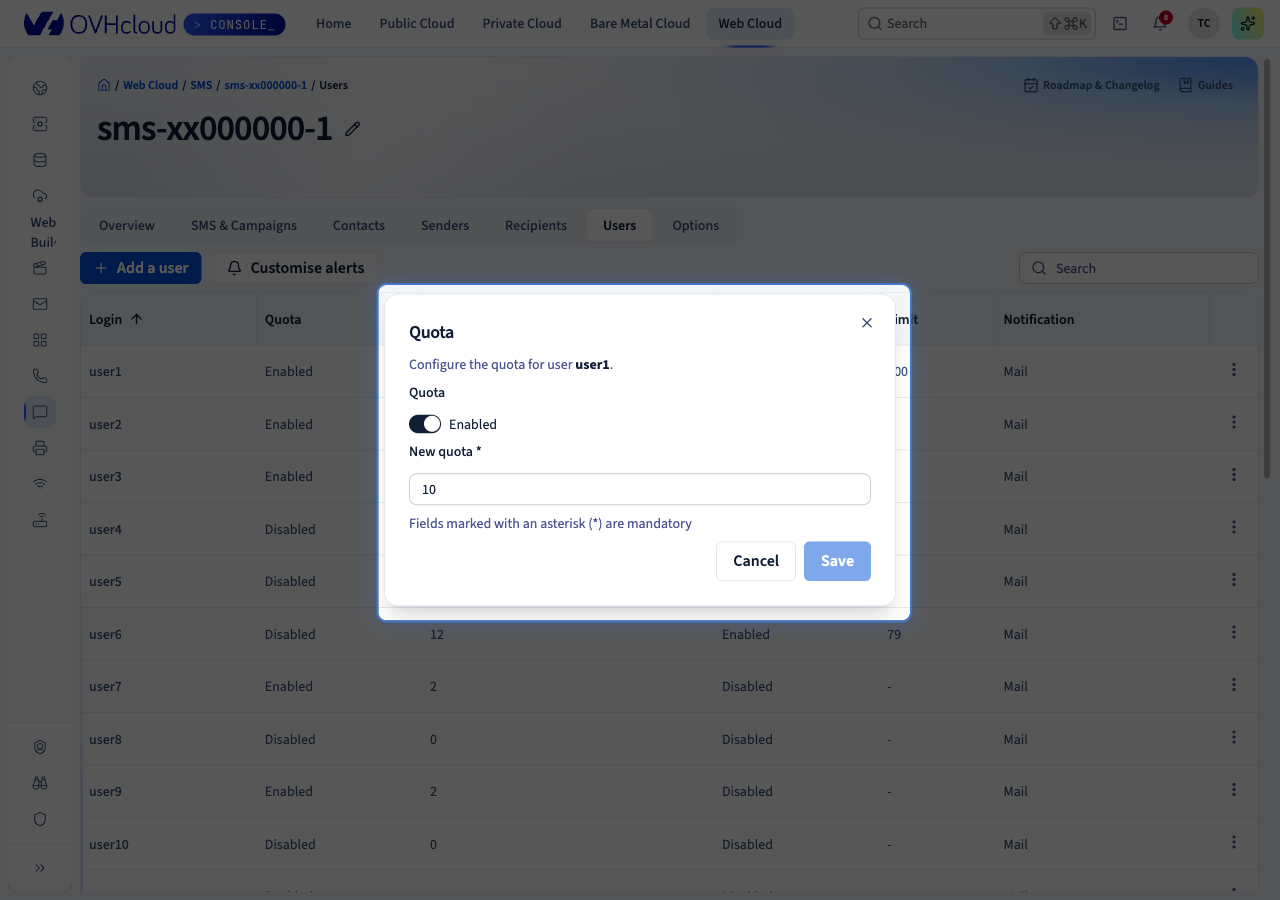 OVHcloud > CONSOLE_ Home Public Cloud Private Cloud Bare Metal Cloud Web Cloud Search ⇧⌘K 8 TC
/ Web Cloud / SMS / sms-xx000000-1 / Users Roadmap & Changelog Guides
sms-xx000000-1
Web
Overview SMS & Campaigns Contacts Senders Recipients Users Options
+ Add a user Customise alerts Search
Login ↑ Quota Notification
Quota
user1 Enabled Mail
Configure the quota for user user1.
Quota
user2 Enabled Mail
Enabled
New quota *
user3 Enabled Mail
10
user4 Disabled Mail
Fields marked with an asterisk (*) are mandatory
Cancel Save
user5 Disabled Mail
user6 Disabled 12 Enabled 79 Mail
user7 Enabled 2 Disabled - Mail
user8 Disabled 0 Disabled - Mail
user9 Enabled 2 Disabled - Mail
user10 Disabled 0 Disabled - Mail